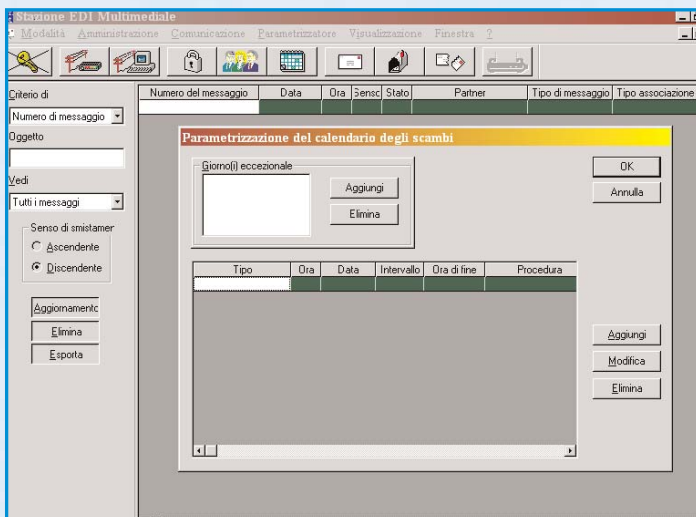 Stazione EDI Multimediale
Modalità Amministrazione Comunicazione Parametrizzatore Visualizzazione Finestra ?
Criterio di
Numero di messaggio
Oggetto
Vedi
Tutti i messaggi
Senso di smistamer
Ascendente
Discendente
Aggiornamentc
Elimina
Esporta
Numero del messaggio Data Ora Sensc Stato Partner Tipo di messaggio Tipo associazione
Parametrizzazione del calendario degli scambi
Giorno(i) eccezionale
Aggiungi
Elimina
OK
Annulla
Tipo Ora Data Intervallo Ora di fine Procedura
Aggiungi
Modifica
Elimina